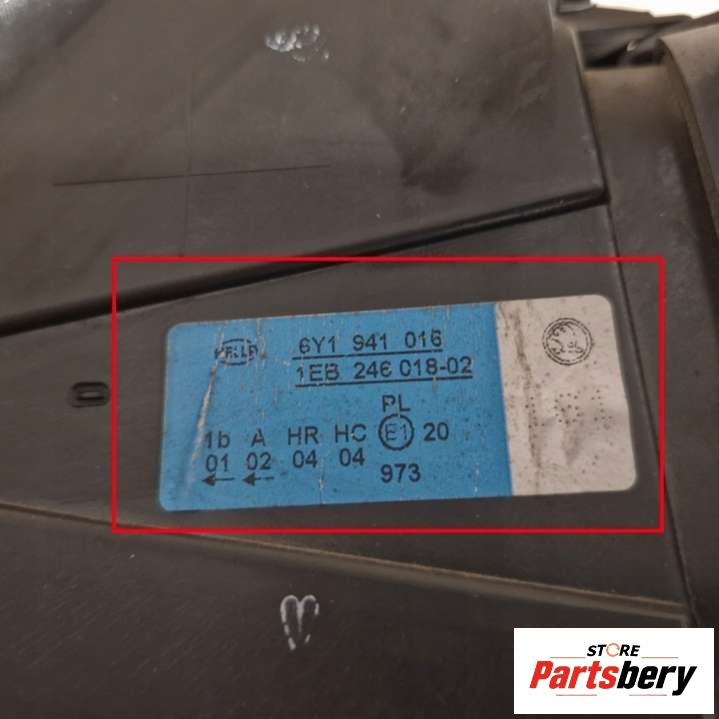 HELLA
6Y1 941 016
1EB 246 018-02
PL
1b A HR HC E1 20
01 02 04 04
← ←
973
STORE
Partsbery